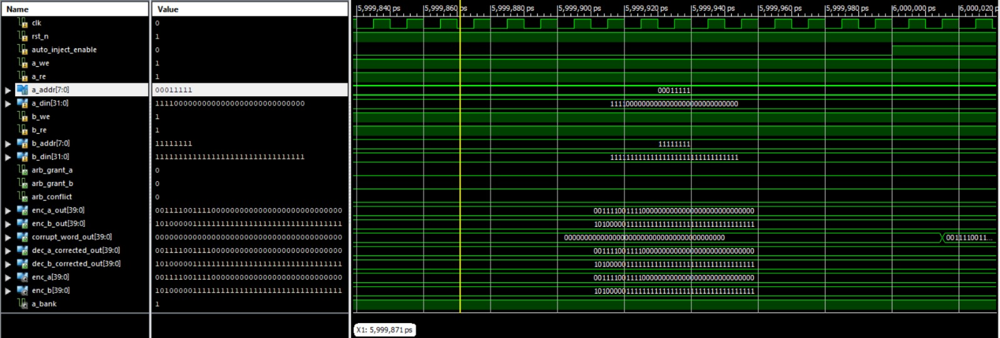 Name Value 5,999,840 ps 5,999,860 ps 5,999,880 ps 5,999,900 ps 5,999,920 ps 5,999,940 ps 5,999,960 ps 5,999,980 ps 6,000,000 ps 6,000,020 p
clk 0
rst_n 1
auto_inject_enable 0
a_we 1
a_re 1
a_addr[7:0] 00011111 00011111
a_din[31:0] 11110000000000000000000000000000 11110000000000000000000000000000
b_we 1
b_re 1
b_addr[7:0] 11111111 11111111
b_din[31:0] 11111111111111111111111111111111 11111111111111111111111111111111
arb_grant_a 0
arb_grant_b 0
arb_conflict 0
enc_a_out[39:0] 0011110011110000000000000000000000000000 0011110011110000000000000000000000000000
enc_b_out[39:0] 1010000011111111111111111111111111111111 1010000011111111111111111111111111111111
corrupt_word_out[39:0] 0000000000000000000000000000000000000000 0000000000000000000000000000000000000000 0011110011...
dec_a_corrected_out[39:0] 0011110011110000000000000000000000000000 0011110011110000000000000000000000000000
dec_b_corrected_out[39:0] 1010000011111111111111111111111111111111 1010000011111111111111111111111111111111
enc_a[39:0] 0011110011110000000000000000000000000000 0011110011110000000000000000000000000000
enc_b[39:0] 1010000011111111111111111111111111111111 1010000011111111111111111111111111111111
a_bank 1
X1: 5,999,871 ps